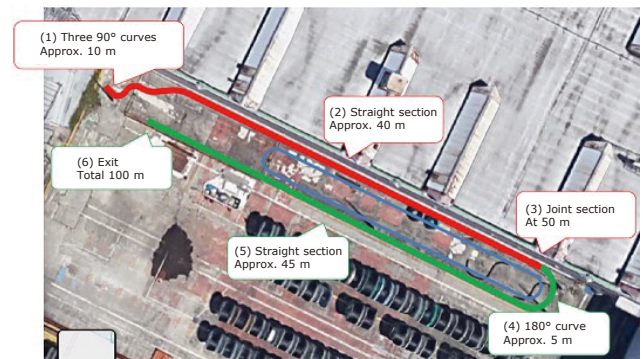 (1) Three 90° curves
Approx. 10 m
(2) Straight section
Approx. 40 m
(6) Exit
Total 100 m
(3) Joint section
At 50 m
(5) Straight section
Approx. 45 m
(4) 180° curve
Approx. 5 m